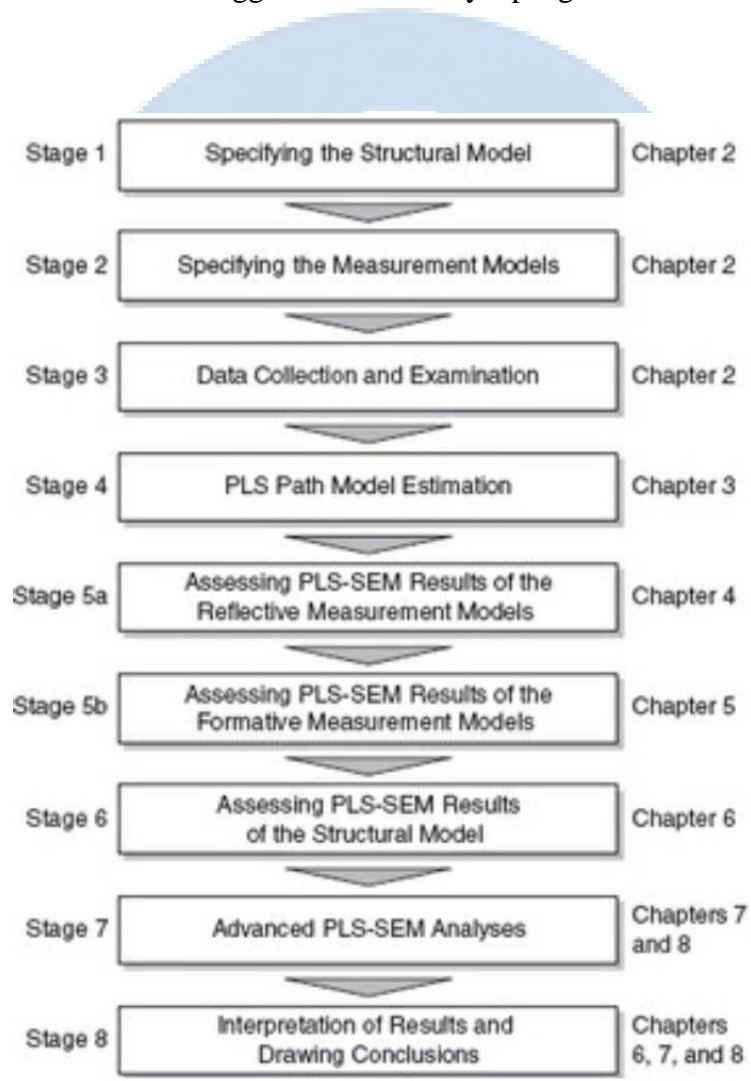 Stage 1 Specifying the Structural Model Chapter 2
Stage 2 Specifying the Measurement Models Chapter 2
Stage 3 Data Collection and Examination Chapter 2
Stage 4 PLS Path Model Estimation Chapter 3
Stage 5a Assessing PLS-SEM Results of the
Reflective Measurement Models Chapter 4
Stage 5b Assessing PLS-SEM Results of the
Formative Measurement Models Chapter 5
Stage 6 Assessing PLS-SEM Results
of the Structural Model Chapter 6
Stage 7 Advanced PLS-SEM Analyses Chapters 7
and 8
Stage 8 Interpretation of Results and
Drawing Conclusions Chapters
6, 7, and 8